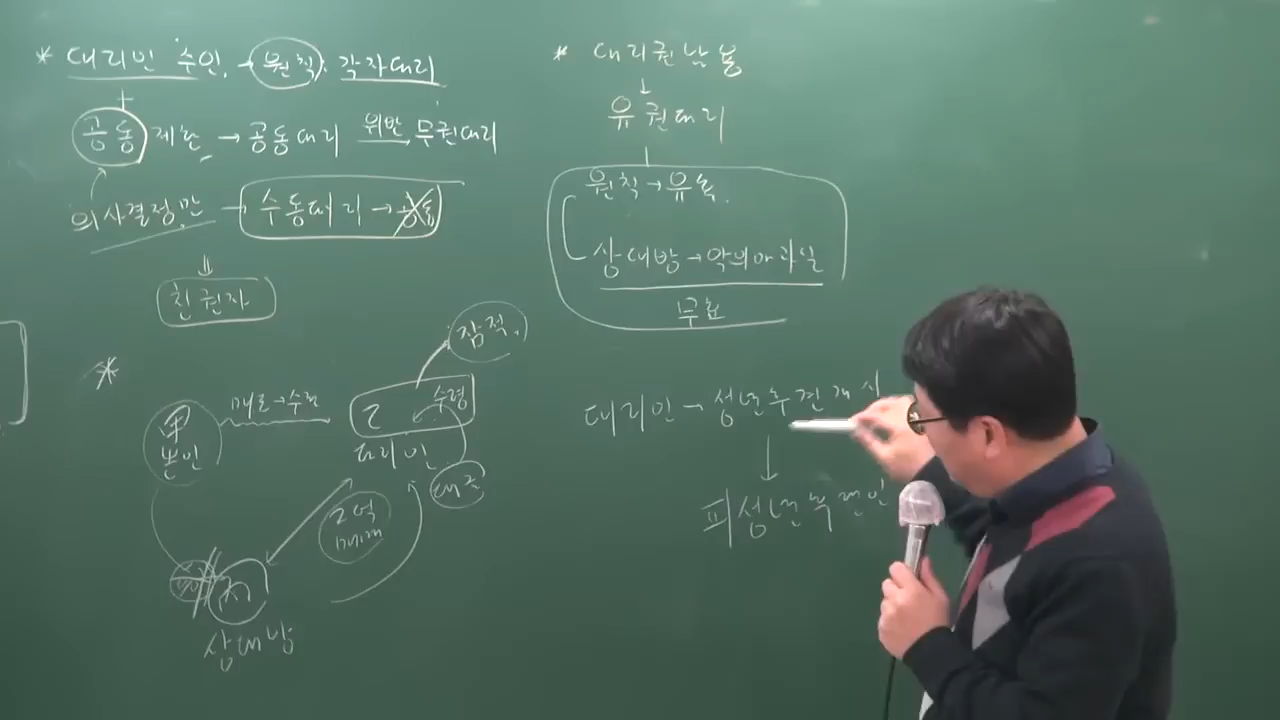 * 대리인 수인 → 원칙: 각자대리
+
공동 제한 → 공동대리 위반 무권대리
의사결정만 → 수동대리 → 공동
⇓
친권자
*
甲 본인
매도→수권
乙 수령
대리인
잠적.
대금
2억 매매
丙
상대방
* 대리권남용
↓
유권대리
원칙→유효.
상대방→악의or과실
무효
대리인→성년후견개시
↓
피성년후견인